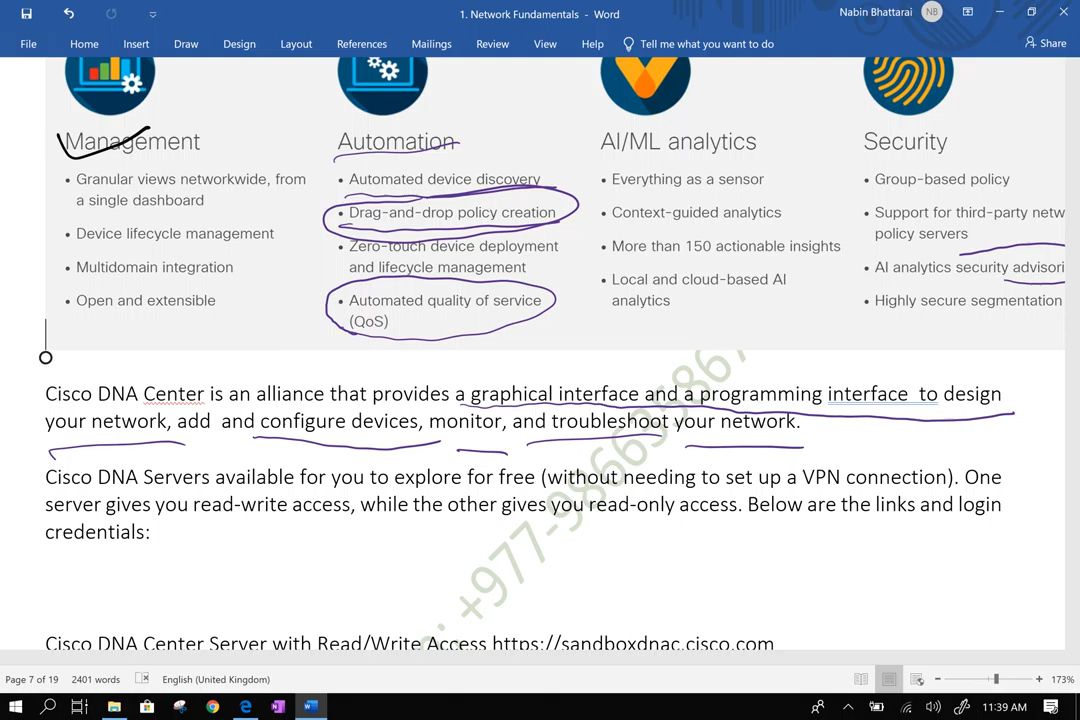 1. Network Fundamentals - Word
Nabin Bhattarai NB
File Home Insert Draw Design Layout References Mailings Review View Help Tell me what you want to do Share
Management Automation AI/ML analytics Security
• Granular views networkwide, from
a single dashboard
• Device lifecycle management
• Multidomain integration
• Open and extensible
• Automated device discovery
• Drag-and-drop policy creation
• Zero-touch device deployment
and lifecycle management
• Automated quality of service
(QoS)
• Everything as a sensor
• Context-guided analytics
• More than 150 actionable insights
• Local and cloud-based AI
analytics
• Group-based policy
• Support for third-party netw
policy servers
• AI analytics security advisori
• Highly secure segmentation
Cisco DNA Center is an alliance that provides a graphical interface and a programming interface to design
your network, add and configure devices, monitor, and troubleshoot your network.
Cisco DNA Servers available for you to explore for free (without needing to set up a VPN connection). One
server gives you read-write access, while the other gives you read-only access. Below are the links and login
credentials:
Cisco DNA Center Server with Read/Write Access https://sandboxdnac.cisco.com
Page 7 of 19 2401 words English (United Kingdom) 173%
11:39 AM